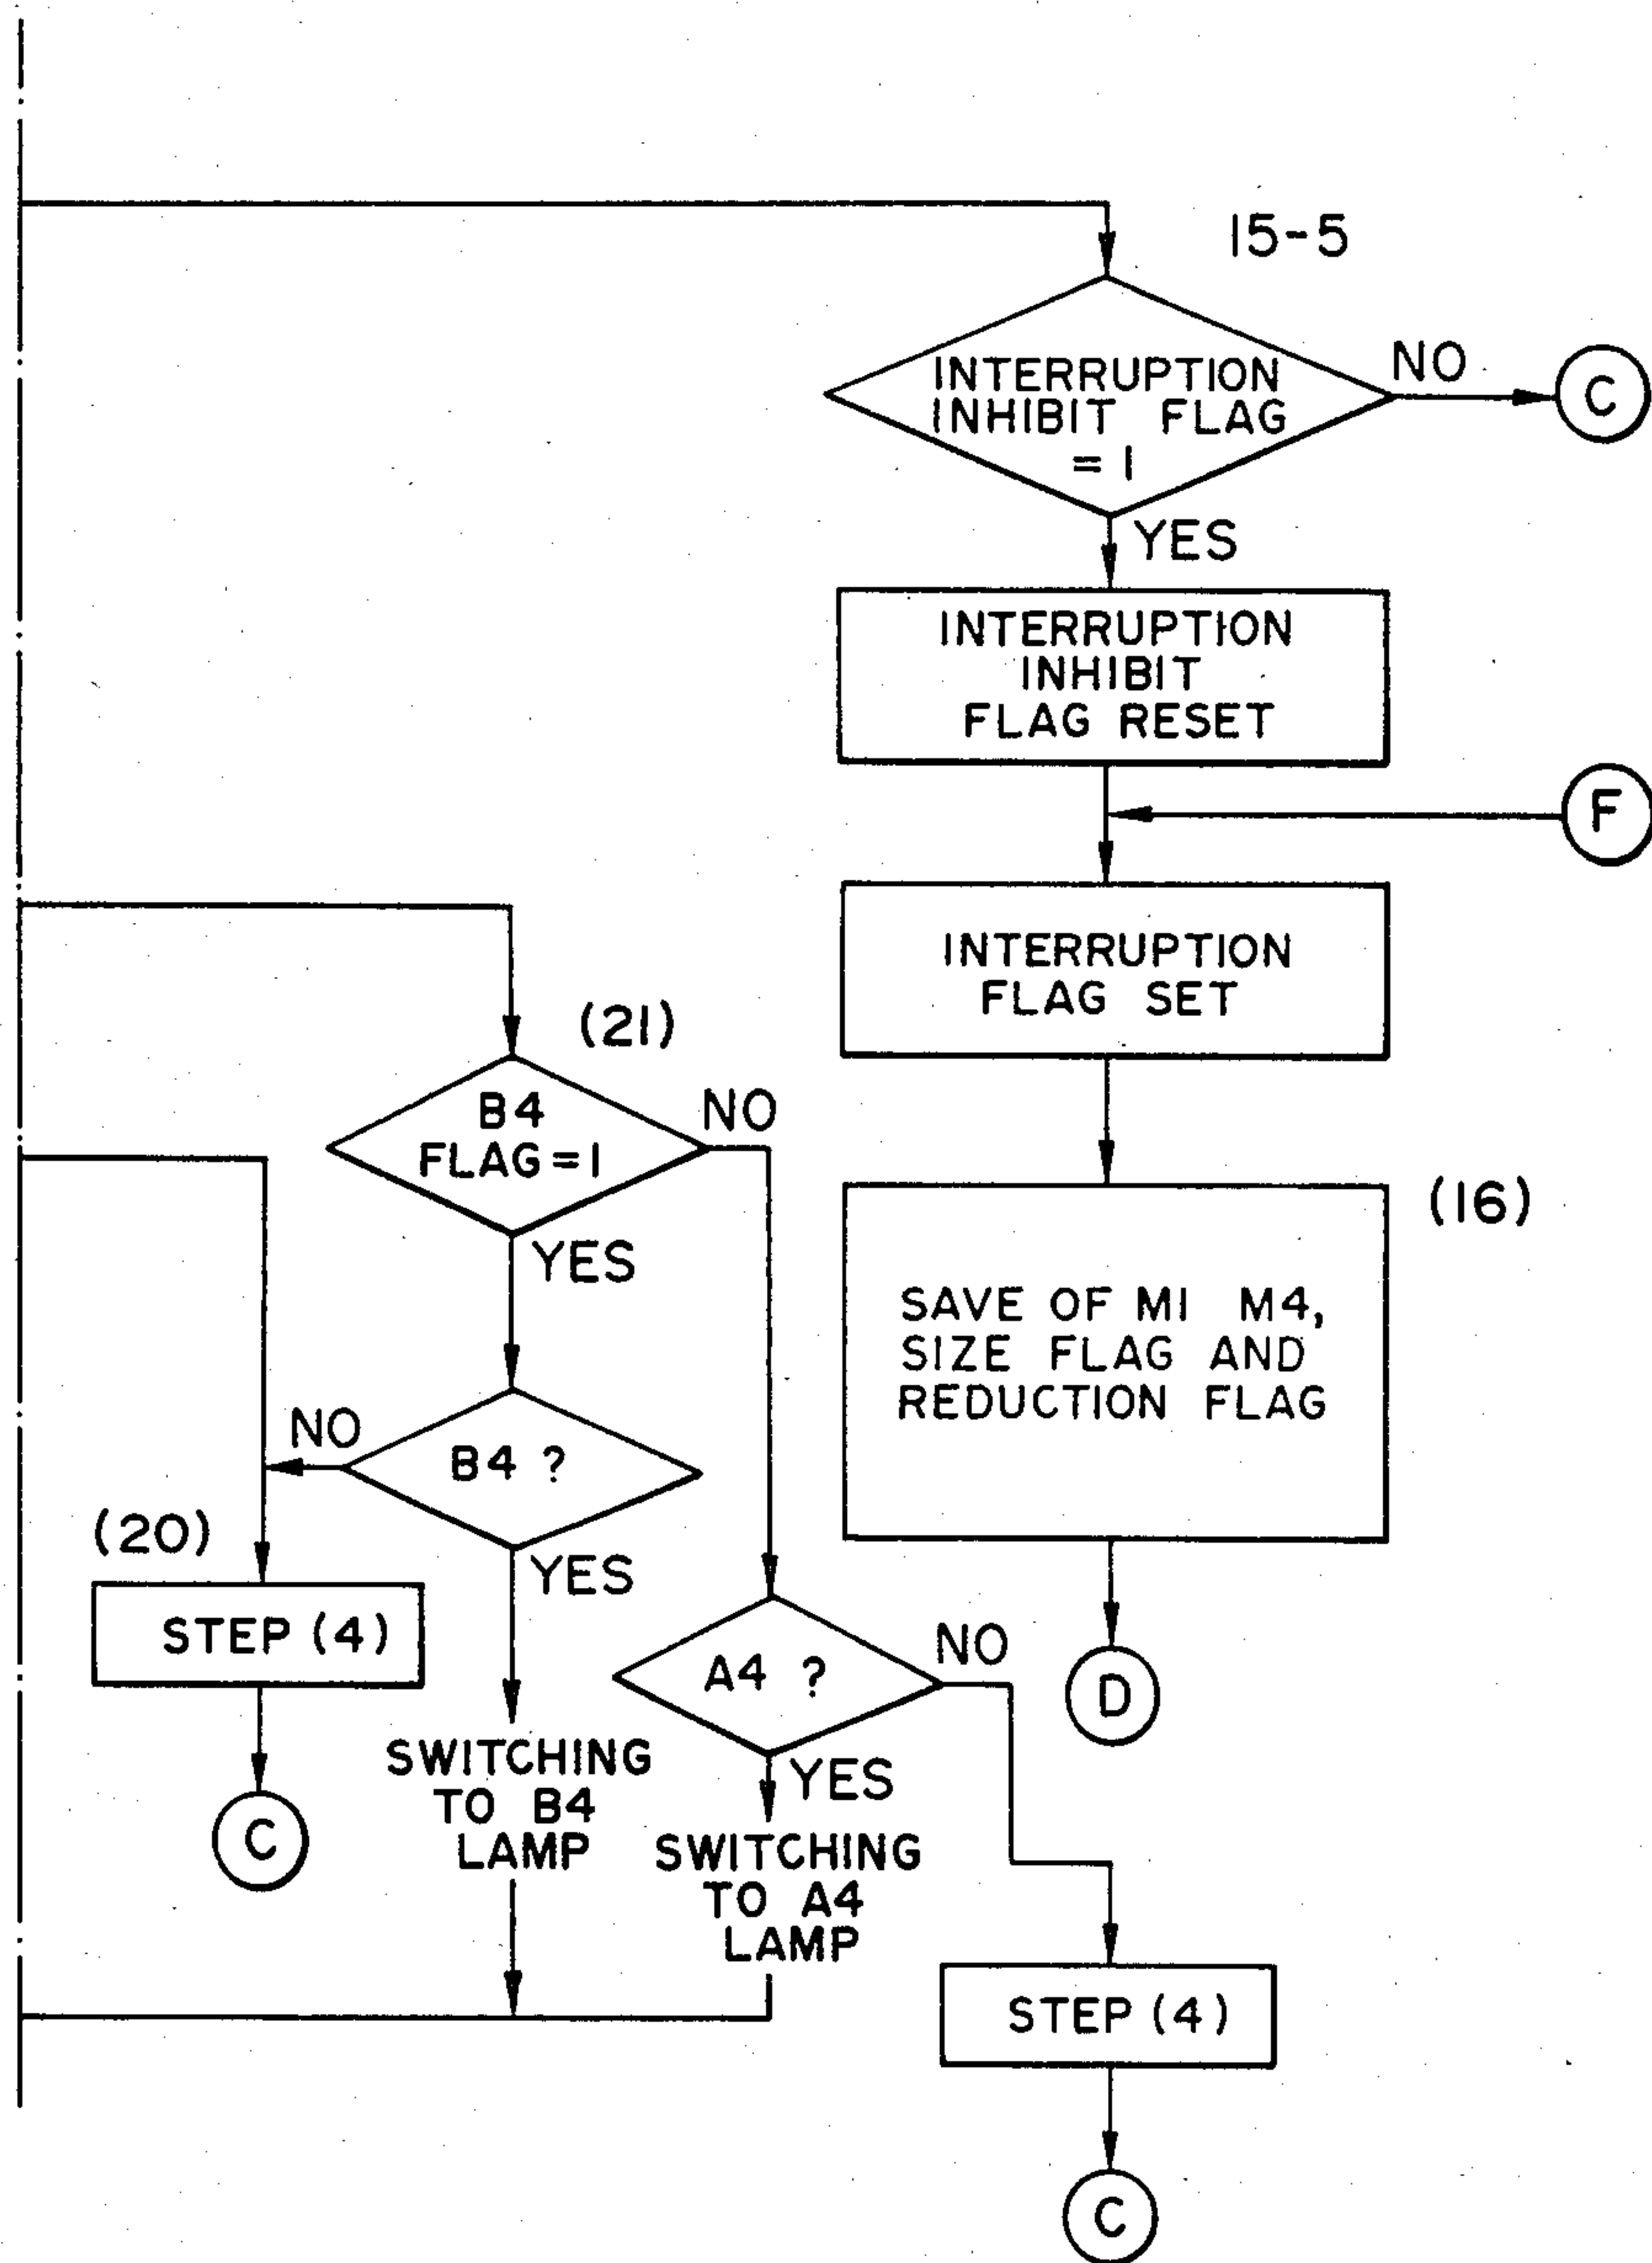 15-5
INTERRUPTION
INHIBIT FLAG
= 1
NO
C
YES
INTERRUPTION
INHIBIT
FLAG RESET
F
INTERRUPTION
FLAG SET
(21)
B4
FLAG=1
NO
YES
(16)
SAVE OF M1 M4,
SIZE FLAG AND
REDUCTION FLAG
NO
B4 ?
(20)
YES
STEP (4)
A4 ?
NO
D
SWITCHING
TO B4
LAMP
YES
C
SWITCHING
TO A4
LAMP
STEP (4)
C